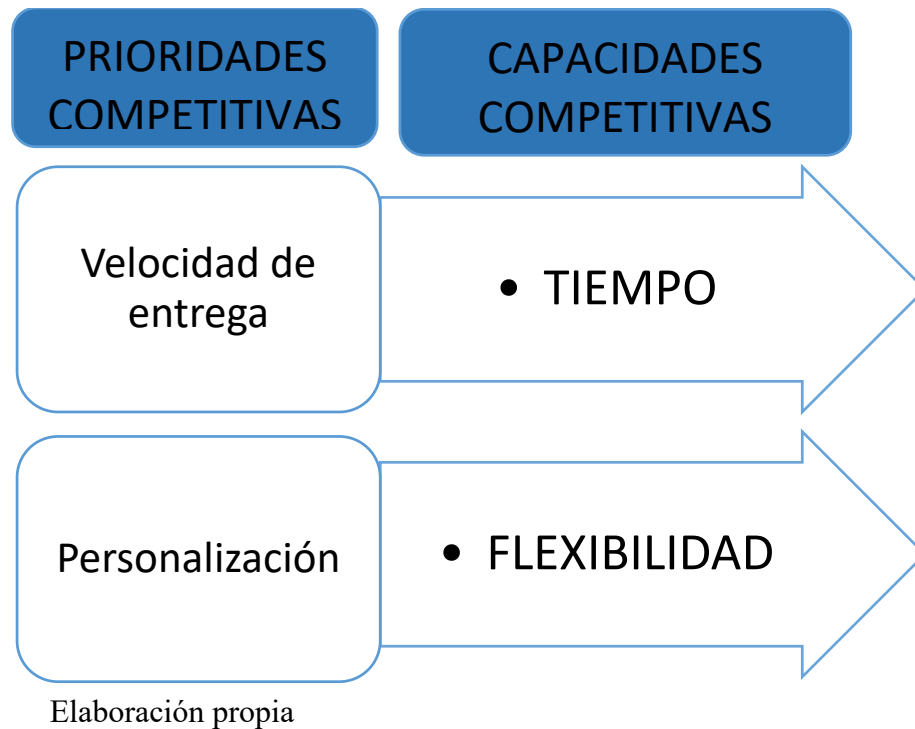 PRIORIDADES
COMPETITIVAS
CAPACIDADES
COMPETITIVAS
Velocidad de
entrega
• TIEMPO
Personalización
• FLEXIBILIDAD
Elaboración propia